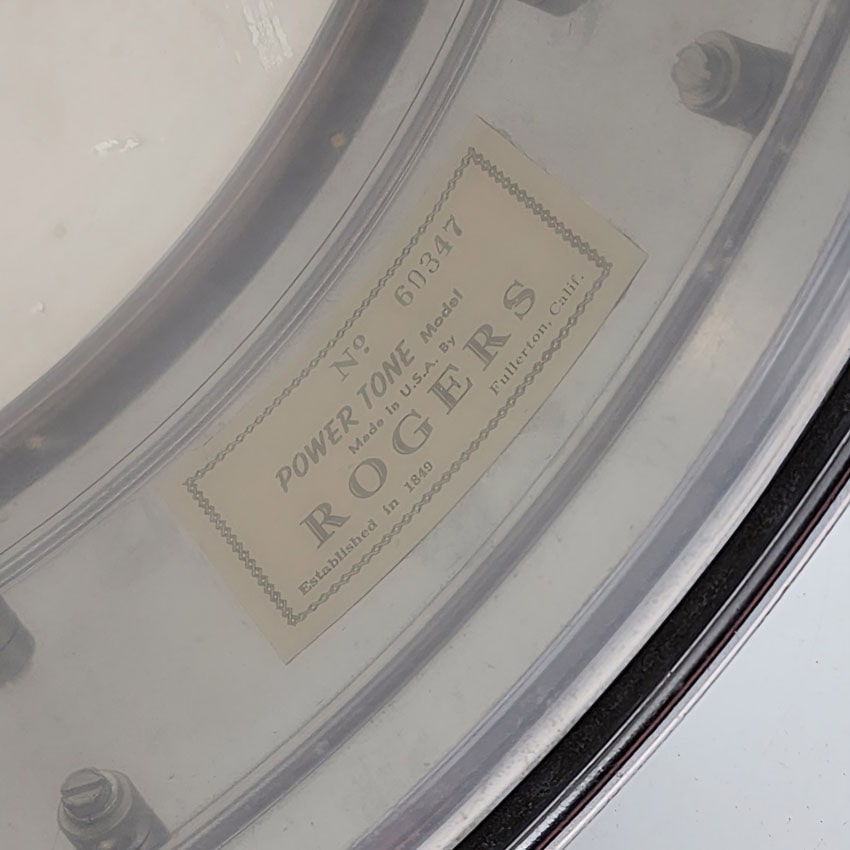 Nº 60347
POWER TONE Model
Made in U.S.A. By
ROGERS
Established in 1849 Fullerton, Calif.